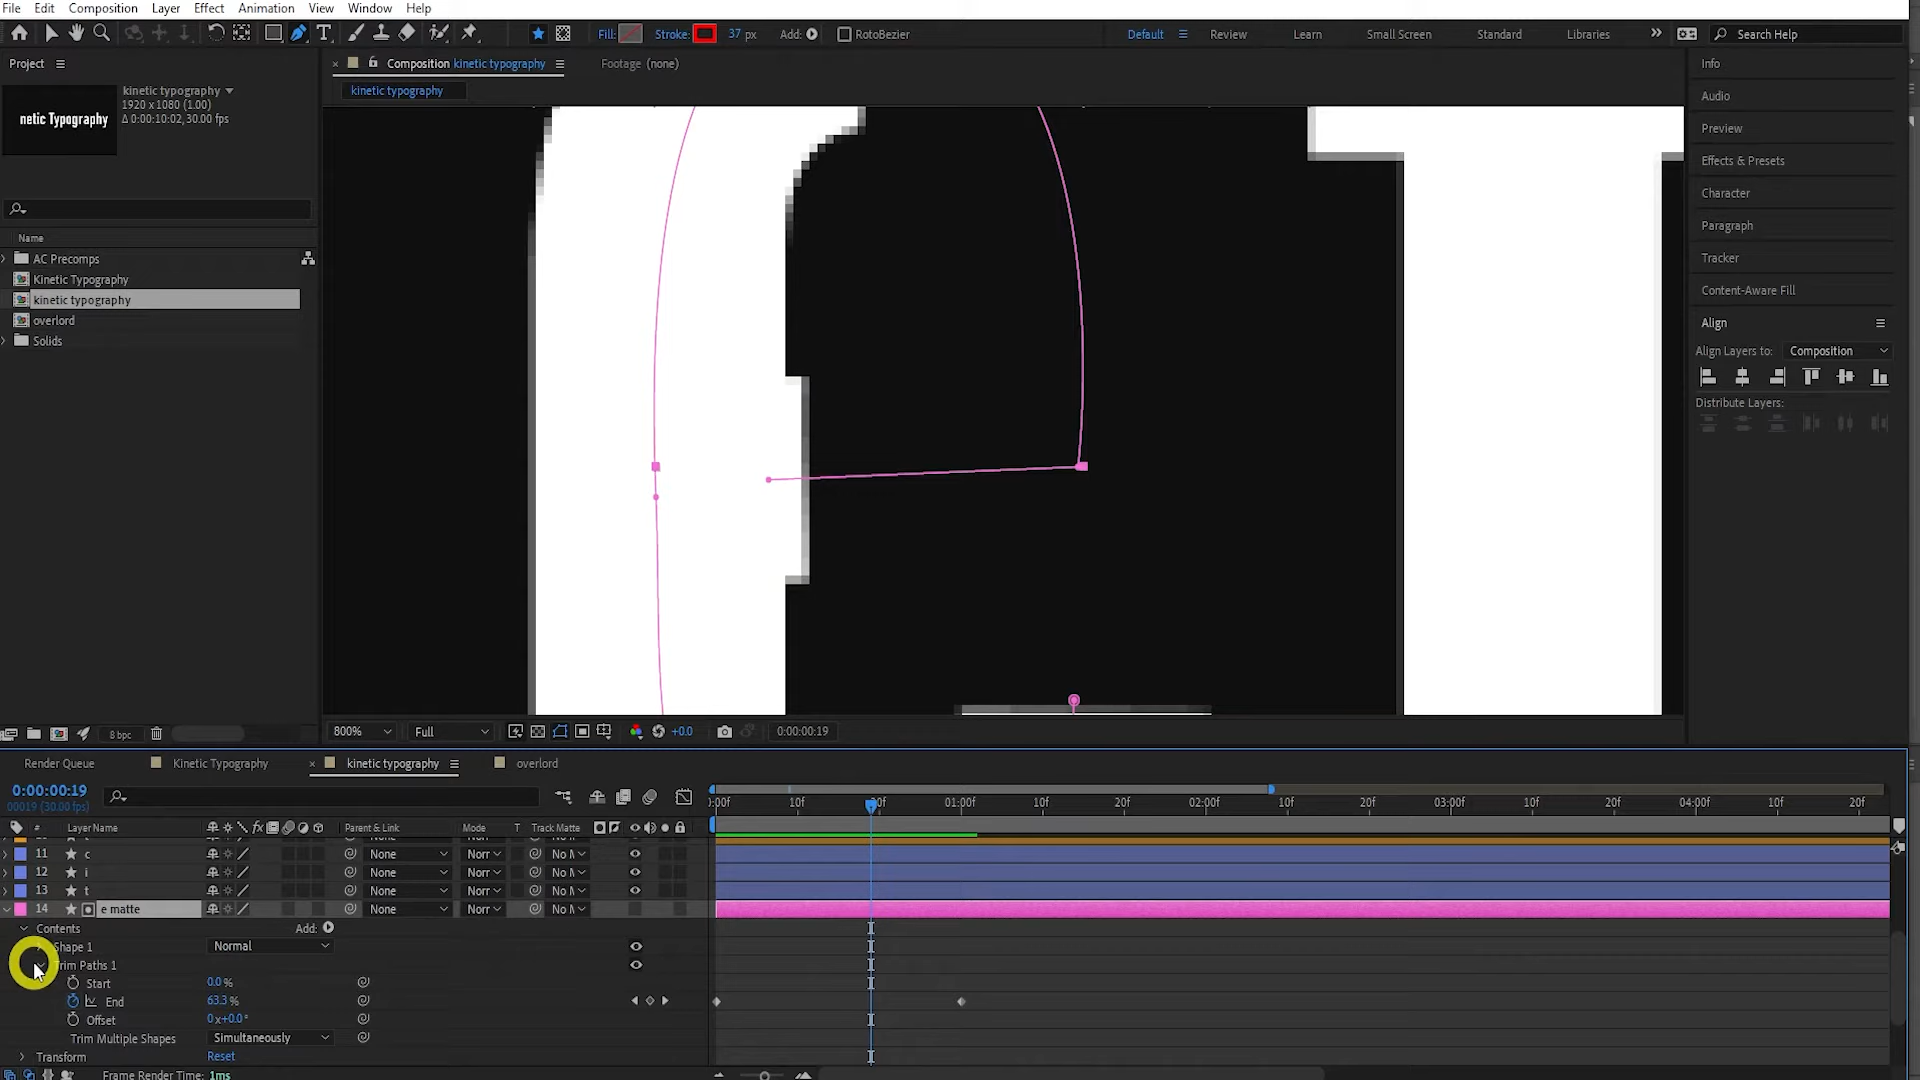 File Edit Composition Layer Effect Animation View Window Help
Fill: Stroke: 37 px Add: RotoBezier Default Review Learn Small Screen Standard Libraries Search Help
Project
Composition kinetic typography Footage (none)
kinetic typography
1920 x 1080 (1.00)
Δ 0:00:10:02, 30.00 fps
netic Typography
kinetic typography
Name
AC Precomps
Kinetic Typography
kinetic typography
overlord
Solids
Info
Audio
Preview
Effects & Presets
Character
Paragraph
Tracker
Content-Aware Fill
Align
Align Layers to: Composition
Distribute Layers:
8 bpc
800% Full +0.0 0:00:00:19
Render Queue Kinetic Typography kinetic typography overlord
0:00:00:19
00019 (30.00 fps)
:00f 10f 20f 01:00f 10f 20f 02:00f 10f 20f 03:00f 10f 20f 04:00f 10f 20f
# Layer Name Parent & Link Mode T Track Matte
11 c None Norr No M
12 i None Norr No M
13 t None Norr No M
14 e matte None Norr No M
Contents Add:
Shape 1 Normal
Trim Paths 1
Start 0.0 %
End 63.3 %
Offset 0 x+0.0°
Trim Multiple Shapes Simultaneously
Transform Reset
Frame Render Time: 1ms